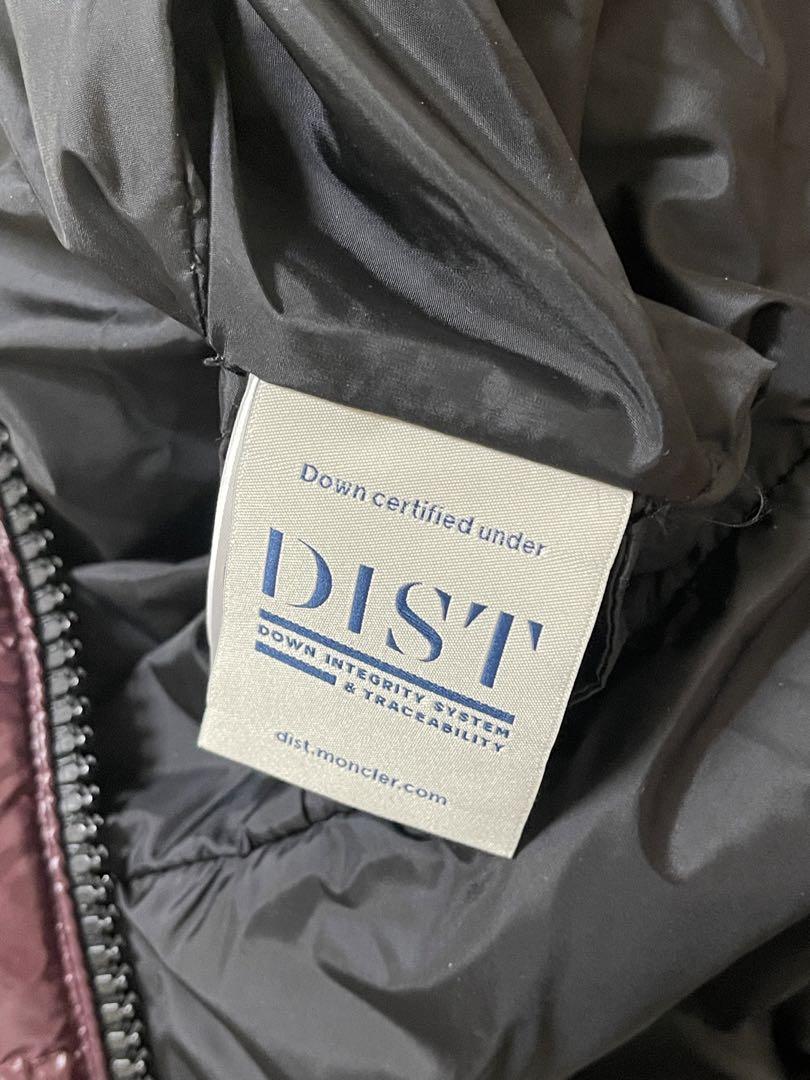 Down certified under
DIST
DOWN INTEGRITY SYSTEM
& TRACEABILITY
dist.moncler.com